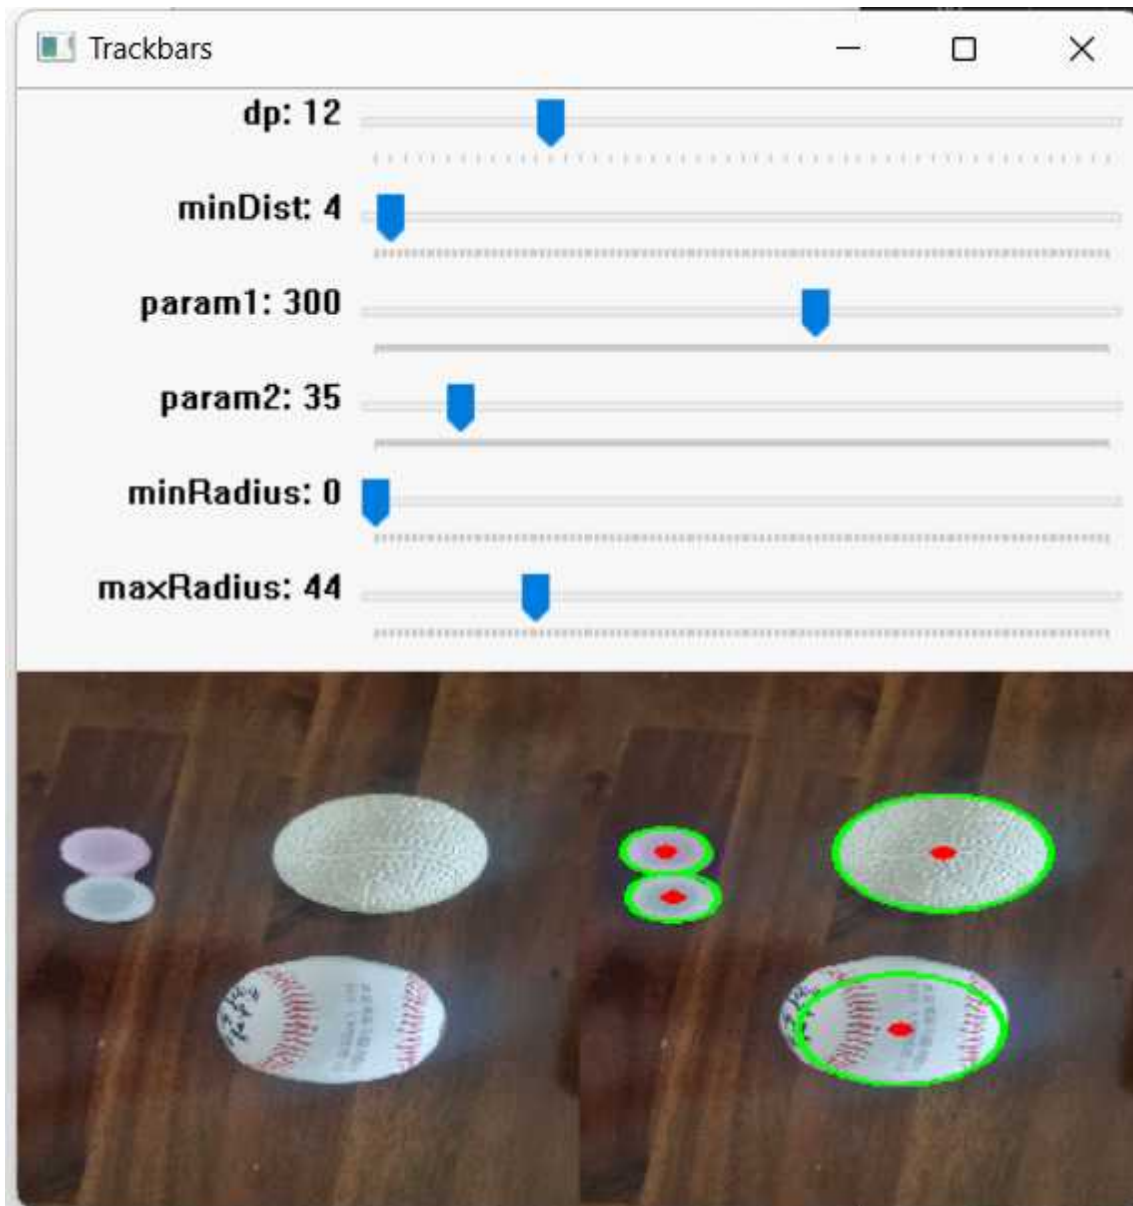 Trackbars
dp: 12
minDist: 4
param1: 300
param2: 35
minRadius: 0
maxRadius: 44